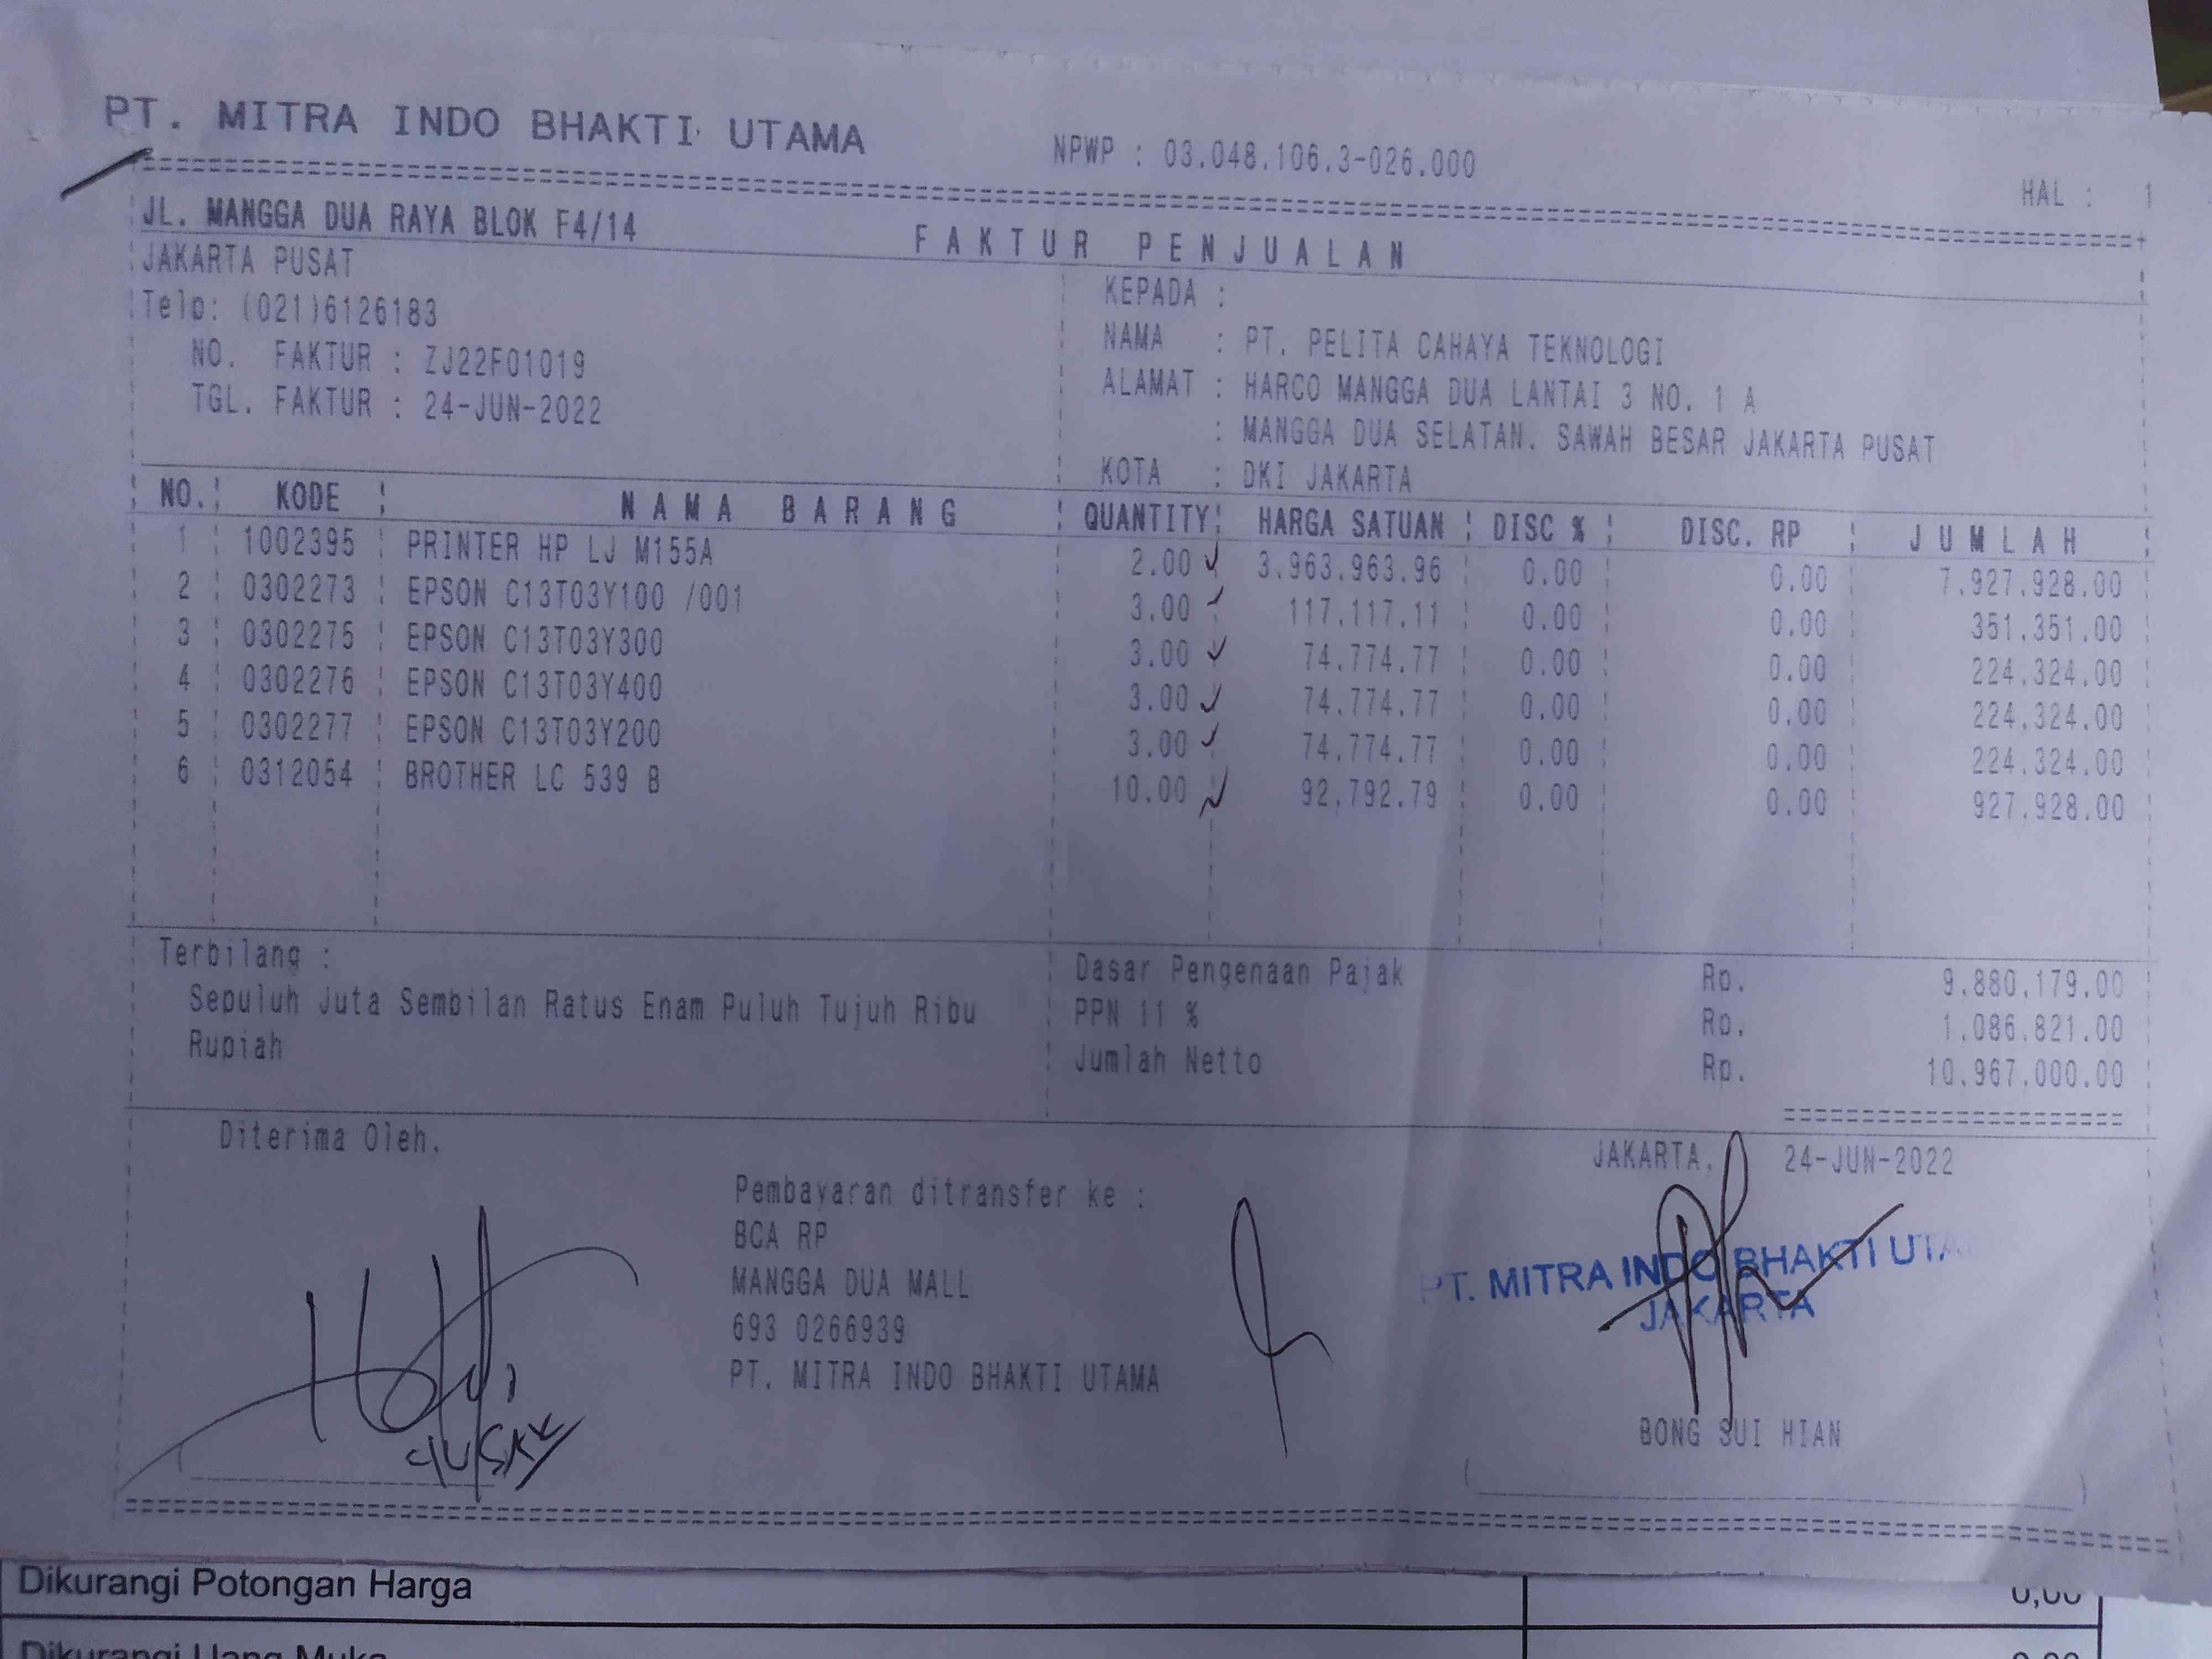 PT. MITRA INDO BHAKTI UTAMA
NPWP : 03.048.106.3-026.000
HAL : 1
JL. MANGGA DUA RAYA BLOK F4/14
FAKTUR PENJUALAN
JAKARTA PUSAT
Telp: (021)6126183
NO. FAKTUR : ZJ22F01019
TGL. FAKTUR : 24-JUN-2022
KEPADA :
NAMA : PT. PELITA CAHAYA TEKNOLOGI
ALAMAT : HARCO MANGGA DUA LANTAI 3 NO. 1 A
: MANGGA DUA SELATAN. SAWAH BESAR JAKARTA PUSAT
KOTA : DKI JAKARTA
NO. KODE NAMA BARANG QUANTITY HARGA SATUAN DISC % DISC. RP JUMLAH
1 1002395 PRINTER HP LJ M155A 2.00 3.963.963.96 0.00 0.00 7.927.928.00
2 0302273 EPSON C13T03Y100 /001 3.00 117.117.11 0.00 0.00 351.351.00
3 0302275 EPSON C13T03Y300 3.00 74.774.77 0.00 0.00 224.324.00
4 0302276 EPSON C13T03Y400 3.00 74.774.77 0.00 0.00 224.324.00
5 0302277 EPSON C13T03Y200 3.00 74.774.77 0.00 0.00 224.324.00
6 0312054 BROTHER LC 539 B 10.00 92.792.79 0.00 0.00 927.928.00
Terbilang :
Sepuluh Juta Sembilan Ratus Enam Puluh Tujuh Ribu
Rupiah
Dasar Pengenaan Pajak Rp. 9.880.179.00
PPN 11 % Rp. 1.086.821.00
Jumlah Netto Rp. 10.967.000.00
Diterima Oleh.
JAKARTA. 24-JUN-2022
Pembayaran ditransfer ke :
BCA RP
MANGGA DUA MALL
693 0266939
PT. MITRA INDO BHAKTI UTAMA
PT. MITRA INDO BHAKTI UTA
JAKARTA
BONG SUI HIAN
Dikurangi Potongan Harga 0,00
Dikurangi Uang Muka